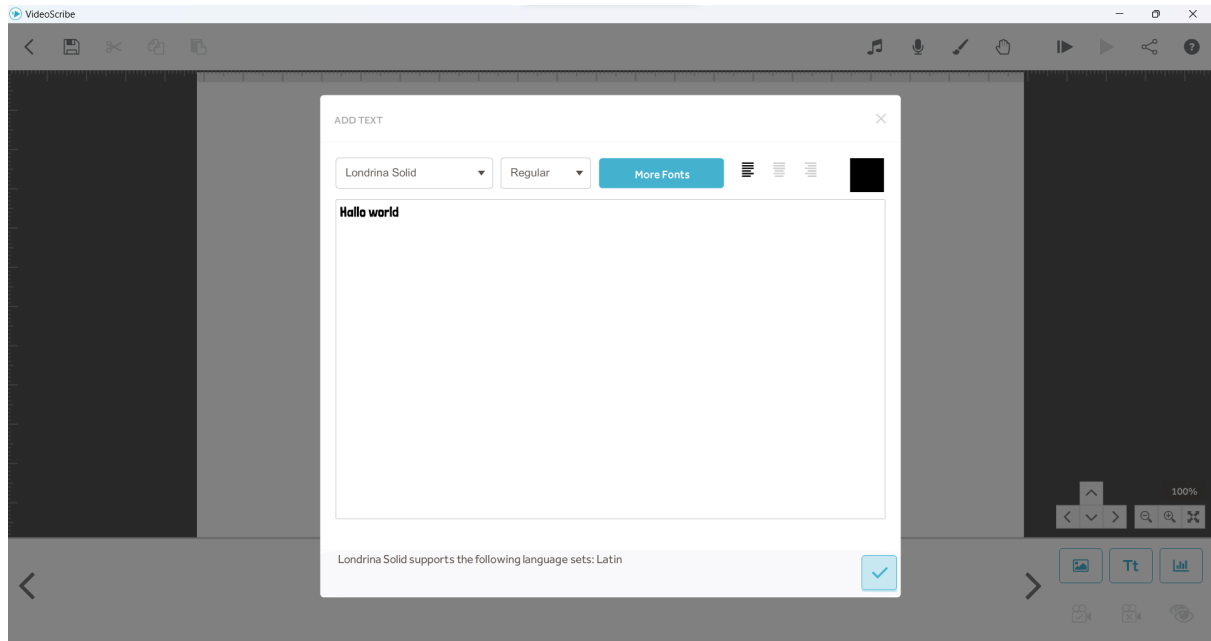 VideoScribe
ADD TEXT
Londrina Solid
Regular
More Fonts
Hallo world
100%
Londrina Solid supports the following language sets: Latin
Tt